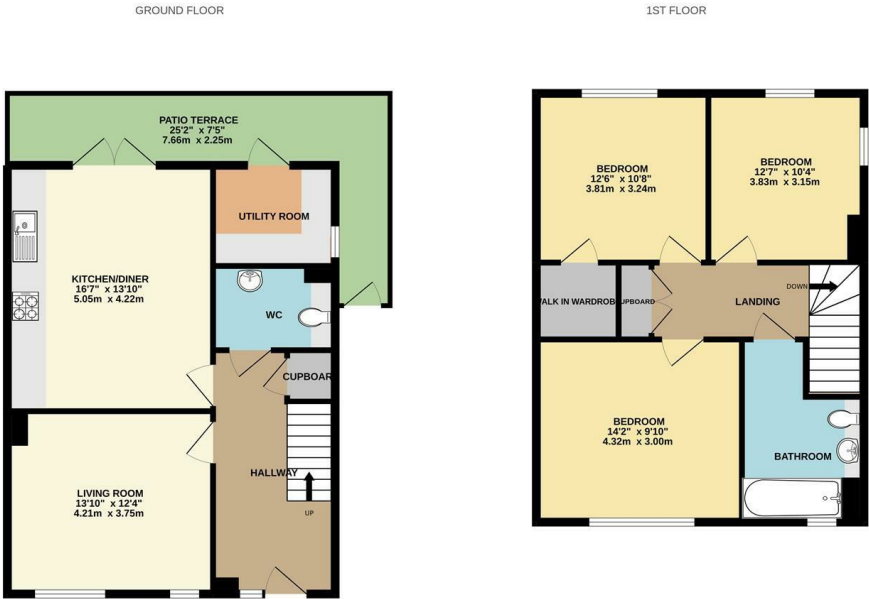 GROUND FLOOR
PATIO TERRACE
25'2" x 7'5"
7.66m x 2.25m
UTILITY ROOM
KITCHEN/DINER
16'7" x 13'10"
5.05m x 4.22m
WC
CUPBOAR
HALLWAY
LIVING ROOM
13'10" x 12'4"
4.21m x 3.75m
UP
1ST FLOOR
BEDROOM
12'6" x 10'8"
3.81m x 3.24m
BEDROOM
12'7" x 10'4"
3.83m x 3.15m
DOWN
ALK IN WARDROB
UPBOARD
LANDING
BEDROOM
14'2" x 9'10"
4.32m x 3.00m
BATHROOM